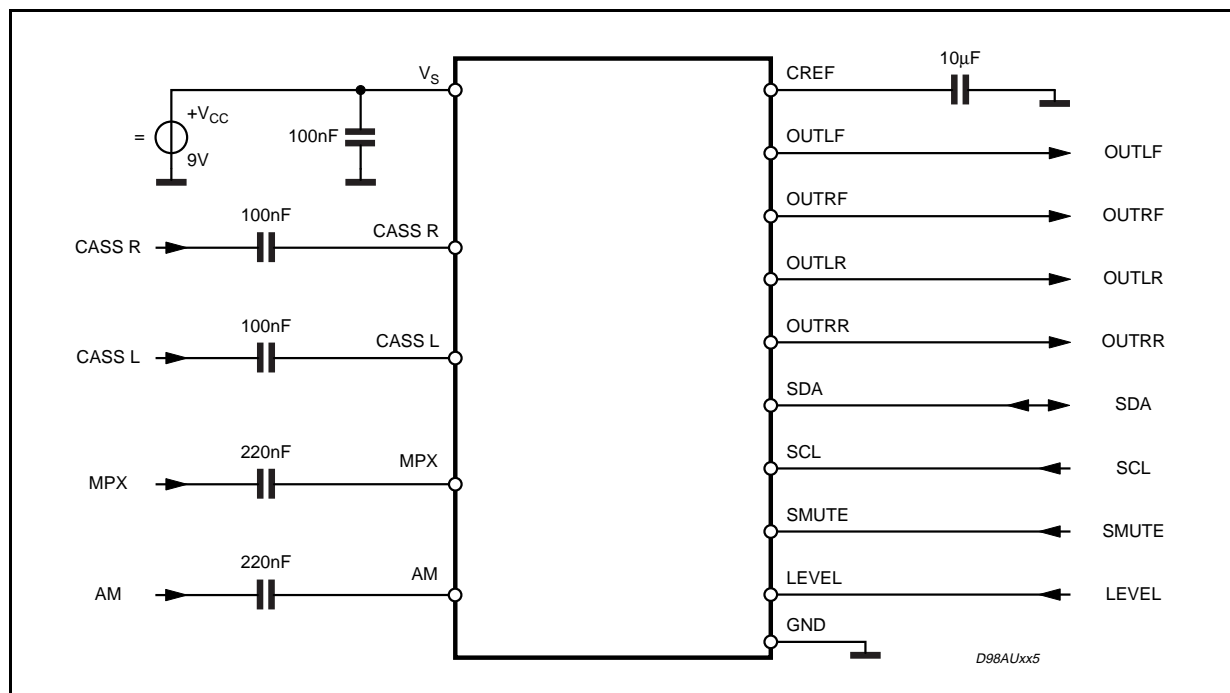 V_S
CREF
10µF
+V_CC
=
9V
100nF
OUTLF
OUTLF
100nF
CASS R
CASS R
OUTRF
OUTRF
OUTLR
OUTLR
100nF
CASS L
CASS L
OUTRR
OUTRR
SDA
SDA
220nF
MPX
MPX
SCL
SCL
SMUTE
SMUTE
220nF
AM
AM
LEVEL
LEVEL
GND
D98AUxx5